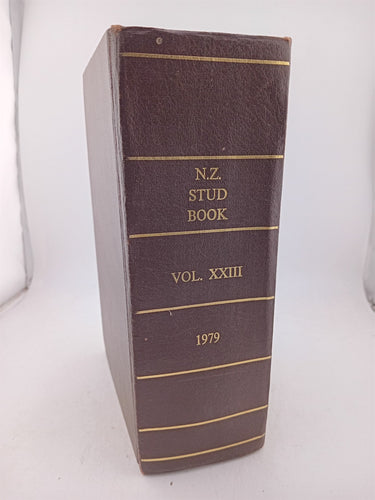 N.Z.
STUD
BOOK
VOL. XXIII
1979